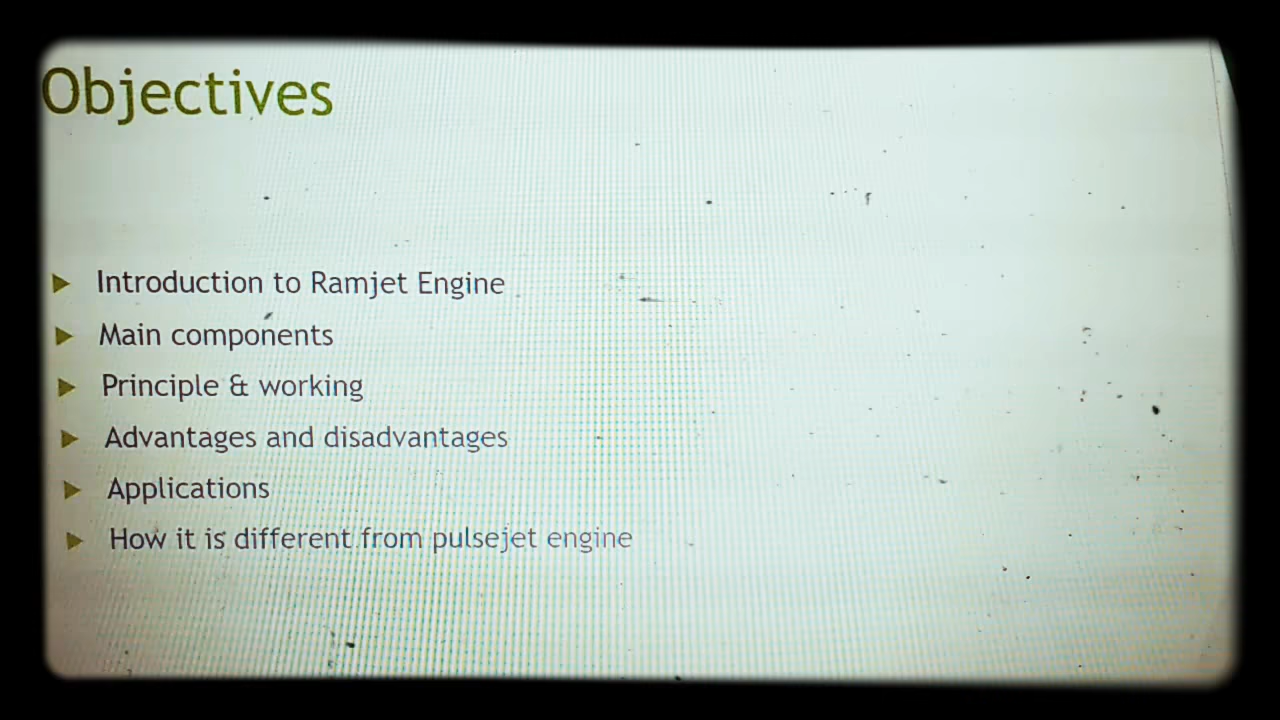 Objectives
Introduction to Ramjet Engine
Main components
Principle & working
Advantages and disadvantages
Applications
How it is different from pulsejet engine